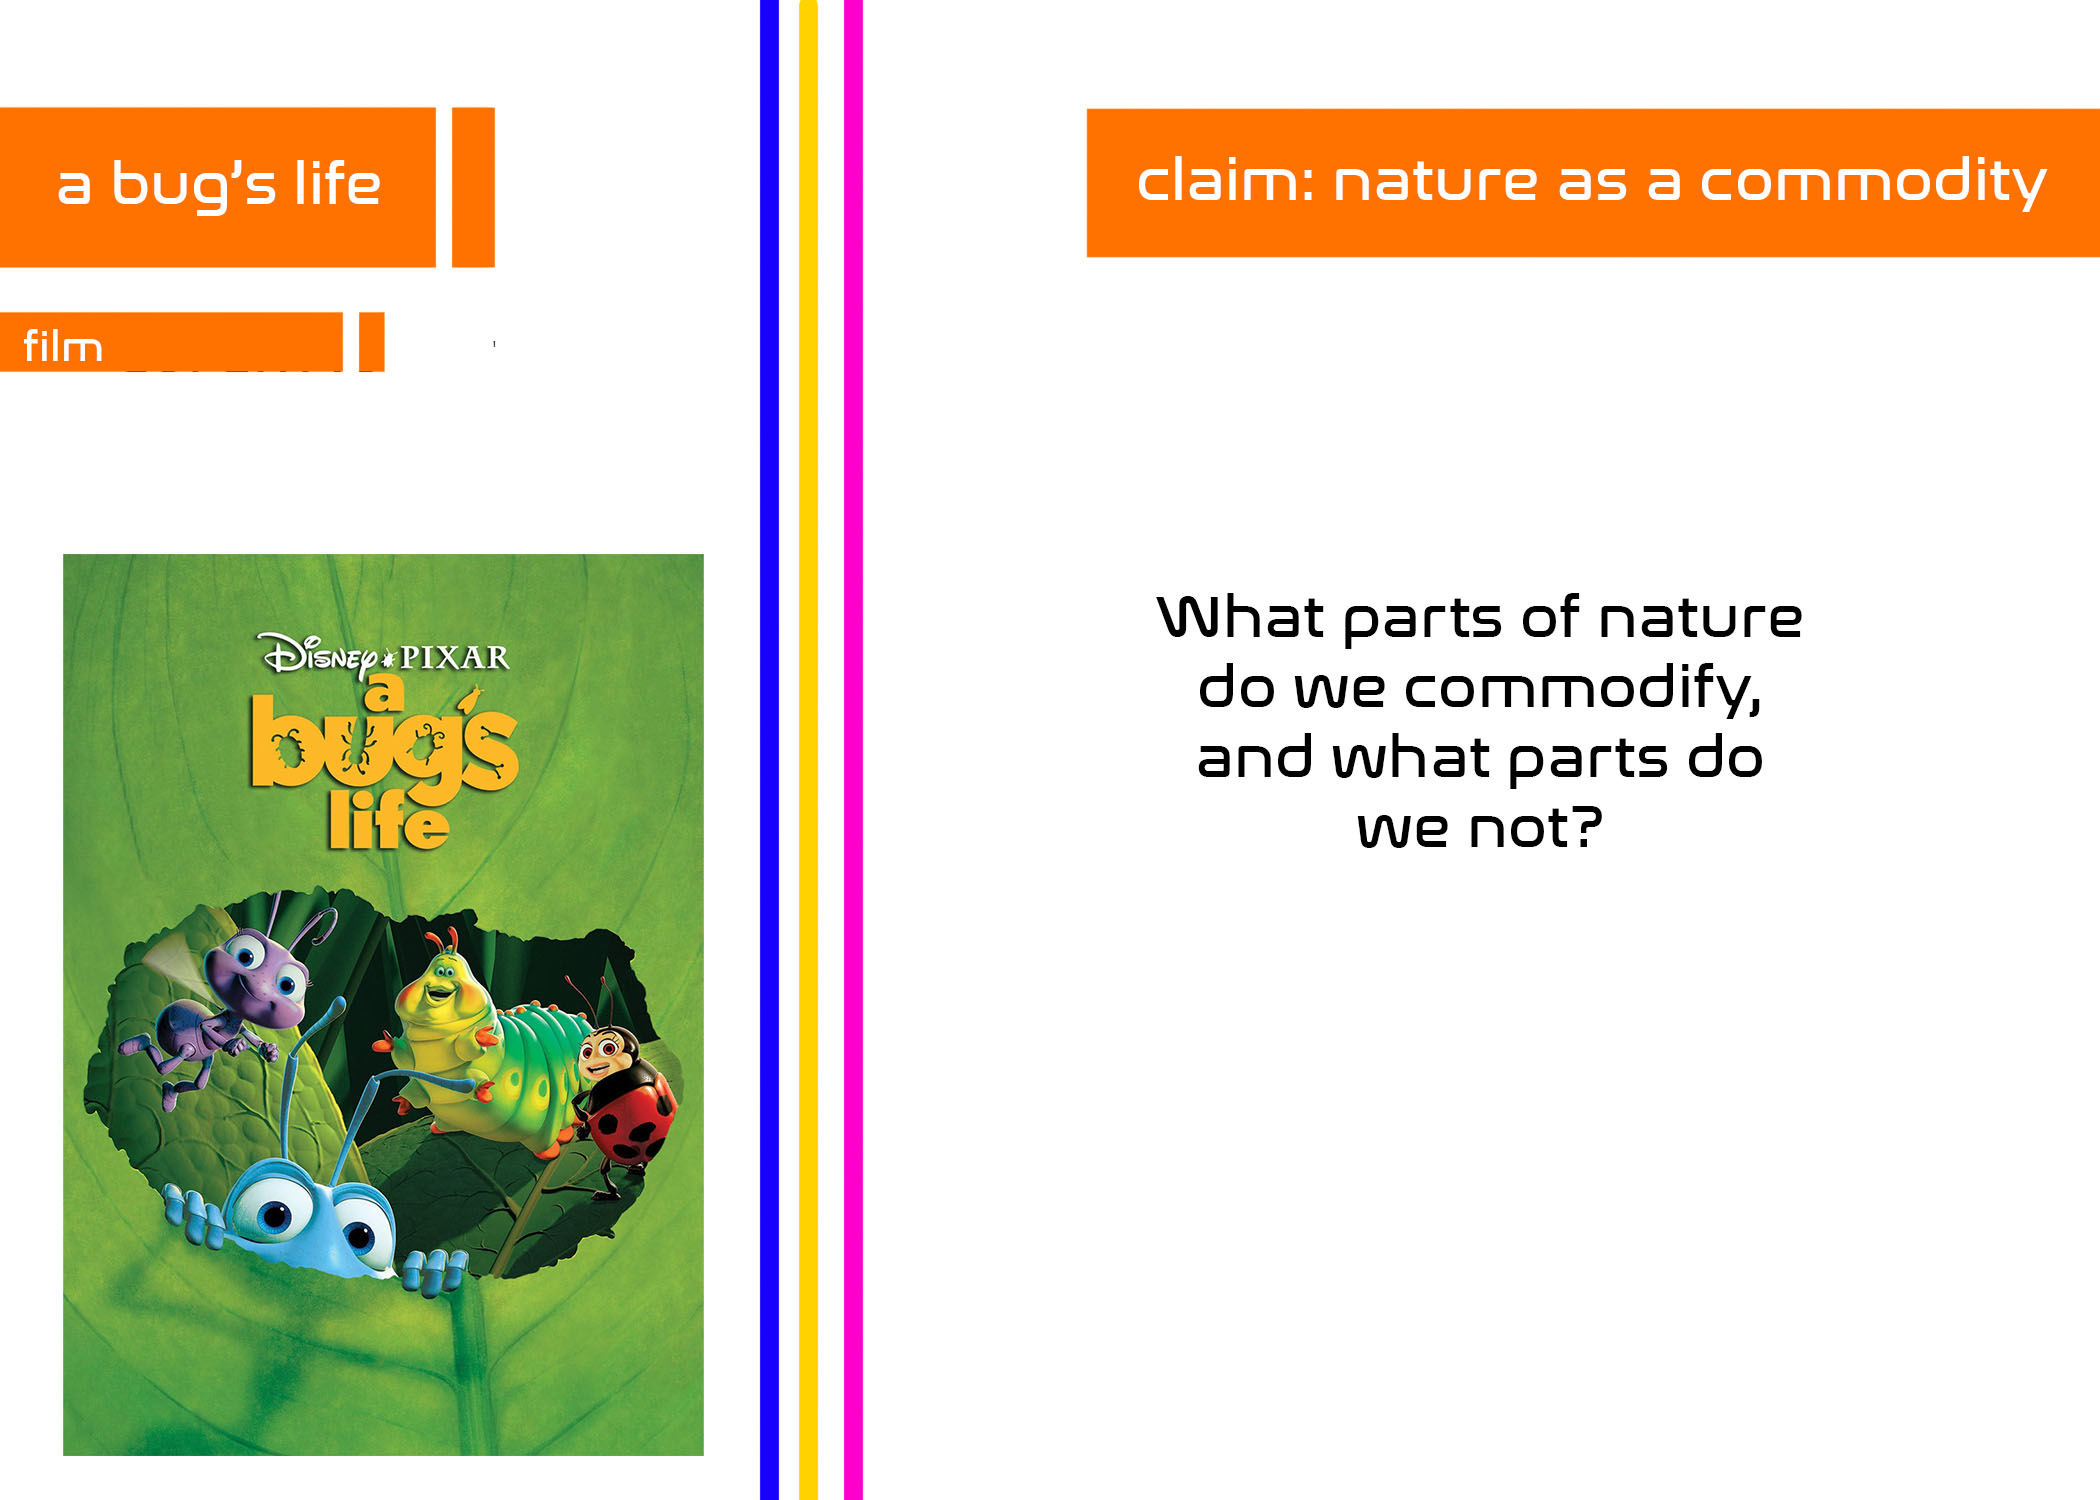 a bug's life
film
claim: nature as a commodity
What parts of nature
do we commodify,
and what parts do
we not?
Disney PIXAR
a
bug's
life